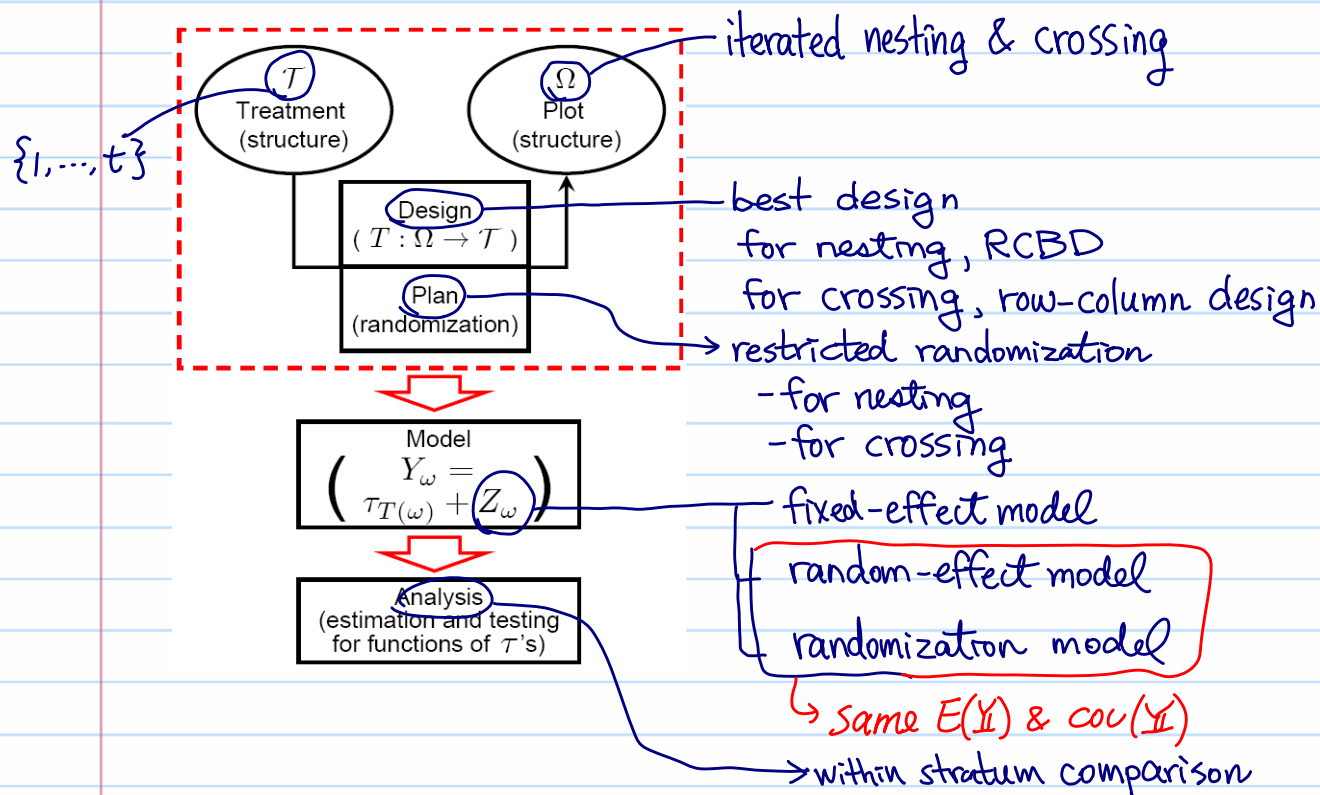 iterated nesting & crossing
𝒯
Treatment
(structure)
Ω
Plot
(structure)
{1, ..., t}
Design
( T : Ω → 𝒯 )
best design
for nesting, RCBD
for crossing, row-column design
Plan
(randomization)
restricted randomization
- for nesting
- for crossing
Model
( Y_ω =
τ_{T(ω)} + Z_ω )
fixed-effect model
random-effect model
randomization model
same E(Y) & cov(Y)
Analysis
(estimation and testing
for functions of 𝒯's)
within stratum comparison